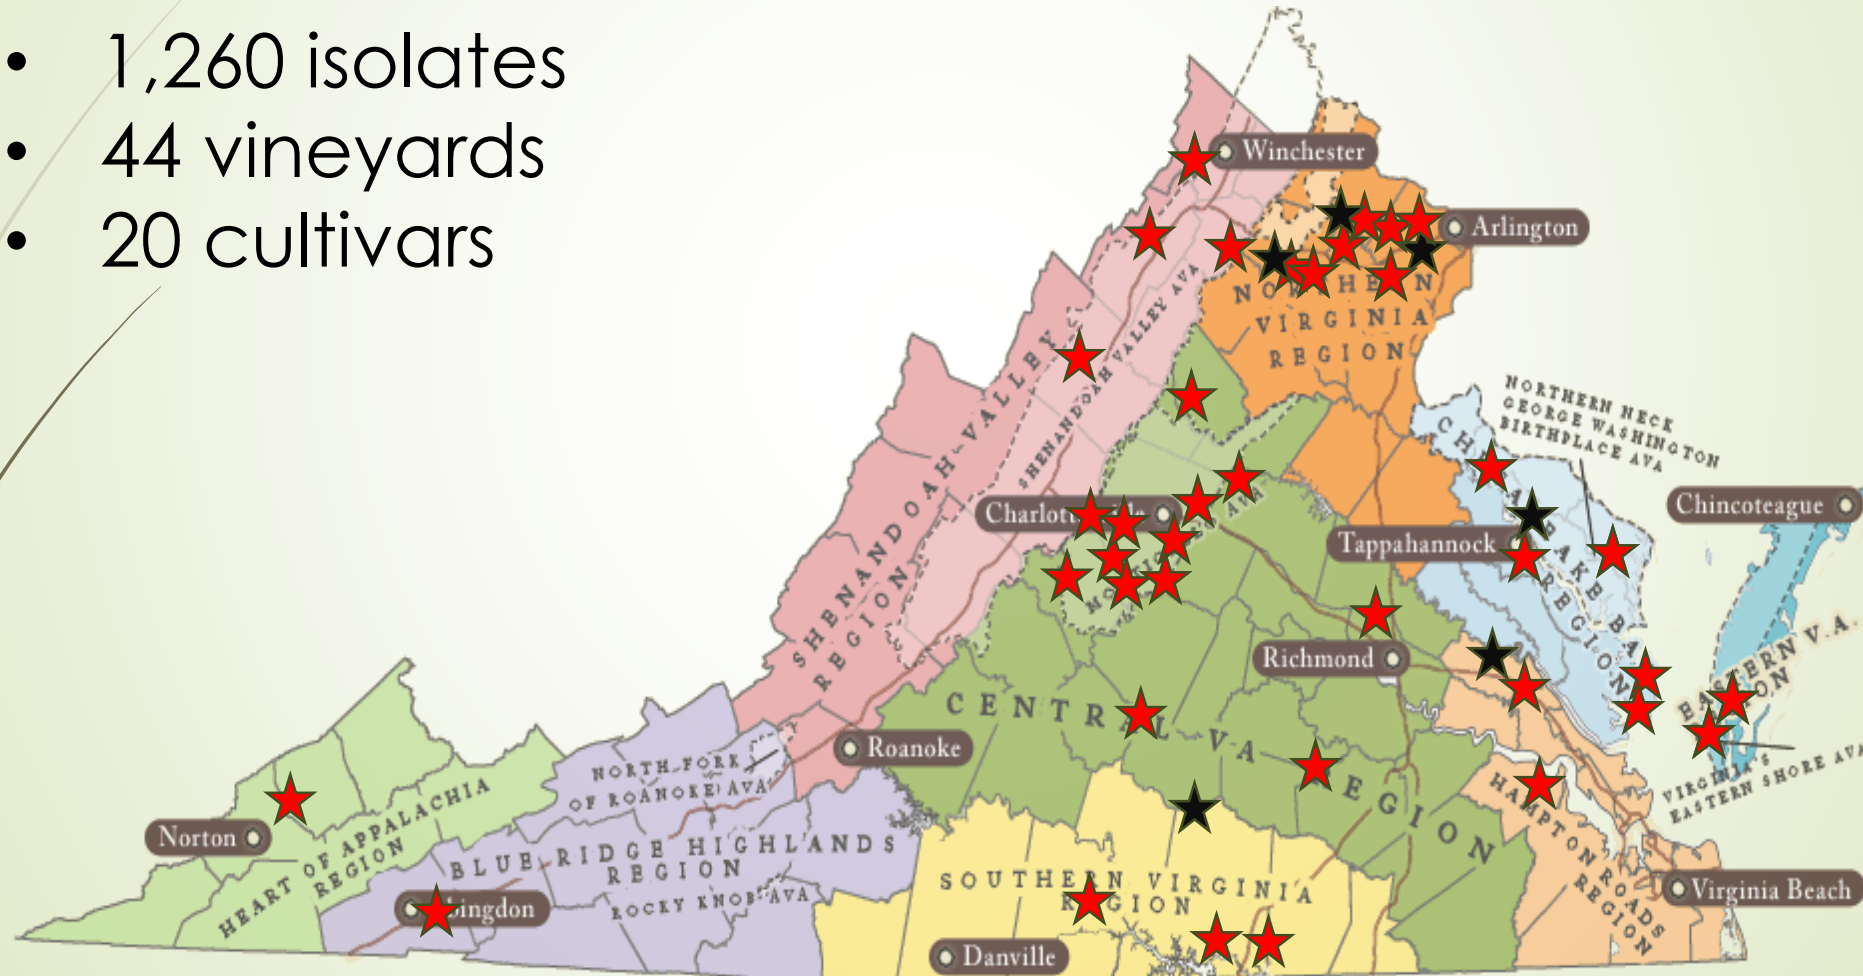 • 1,260 isolates
• 44 vineyards
• 20 cultivars
Winchester
Arlington
NORTHERN
VIRGINIA
REGION
SHENANDOAH VALLEY
REGION
SHENANDOAH VALLEY AVA
NORTHERN NECK
GEORGE WASHINGTON
BIRTHPLACE AVA
Chincoteague
Tappahannock
REGION
EASTERN V.A.
VIRGINIA'S
EASTERN SHORE AVA
Richmond
CENTRAL VA REGION
Roanoke
NORTH FORK
OF ROANOKE AVA
Norton
HEART OF APPALACHIA
REGION
BLUE RIDGE HIGHLANDS
REGION
ROCKY KNOB AVA
SOUTHERN VIRGINIA
REGION
HAMPTON ROADS
REGION
Virginia Beach
Danville